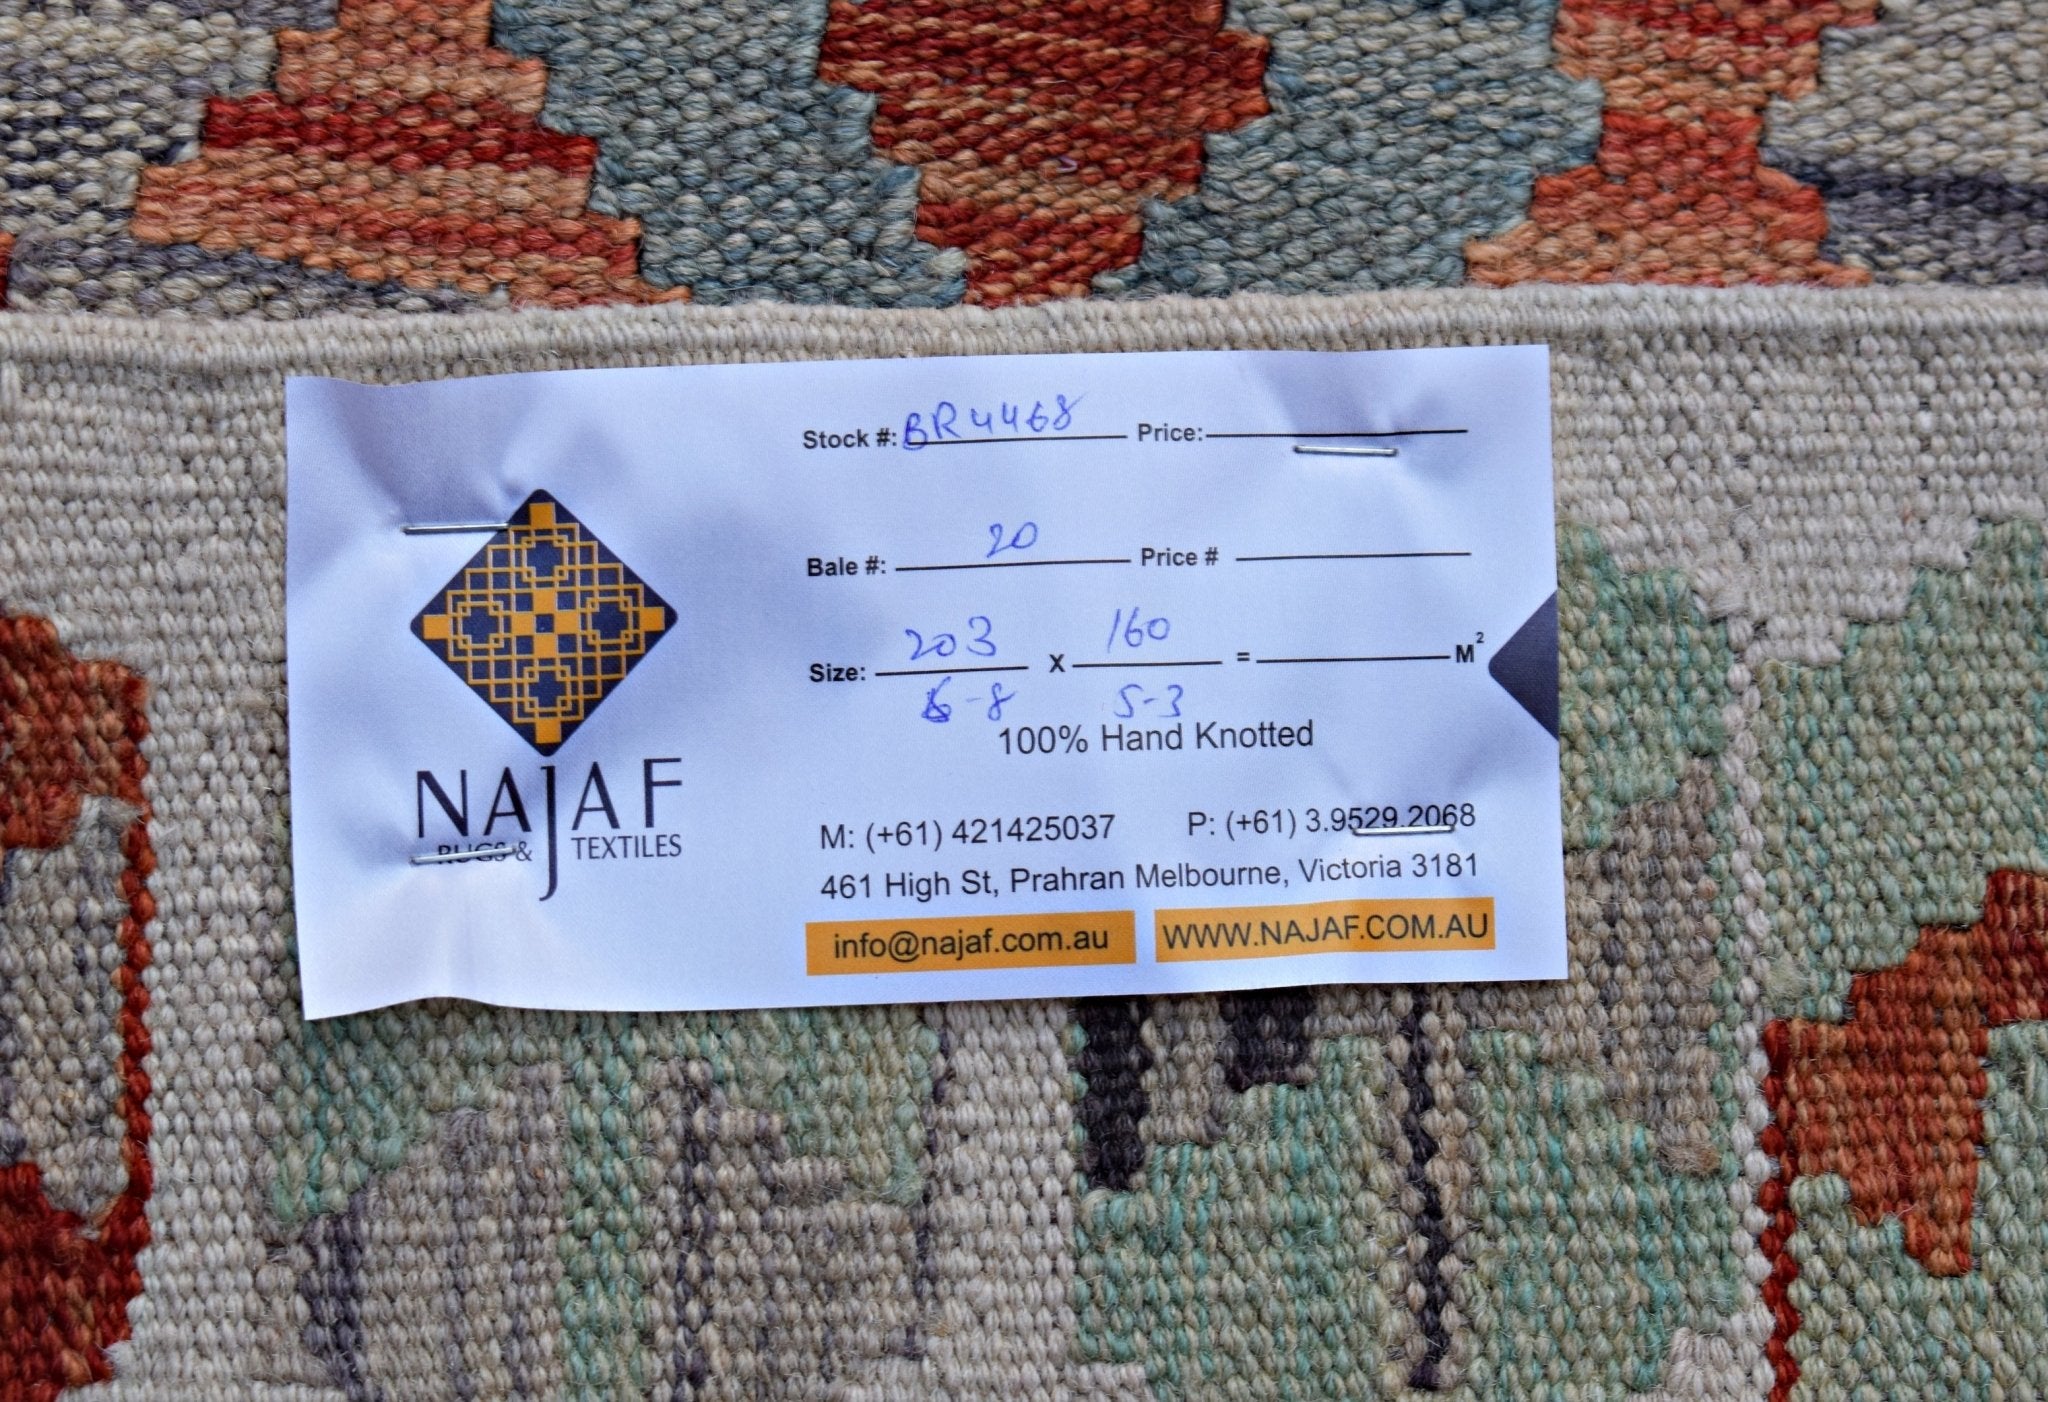 Stock #: BR4468 Price:
Bale #: 20 Price #
Size: 203 X 160 = M²
6-8 5-3
100% Hand Knotted
NAJAF
RUGS & TEXTILES
M: (+61) 421425037 P: (+61) 3.9529.2068
461 High St, Prahran Melbourne, Victoria 3181
info@najaf.com.au WWW.NAJAF.COM.AU